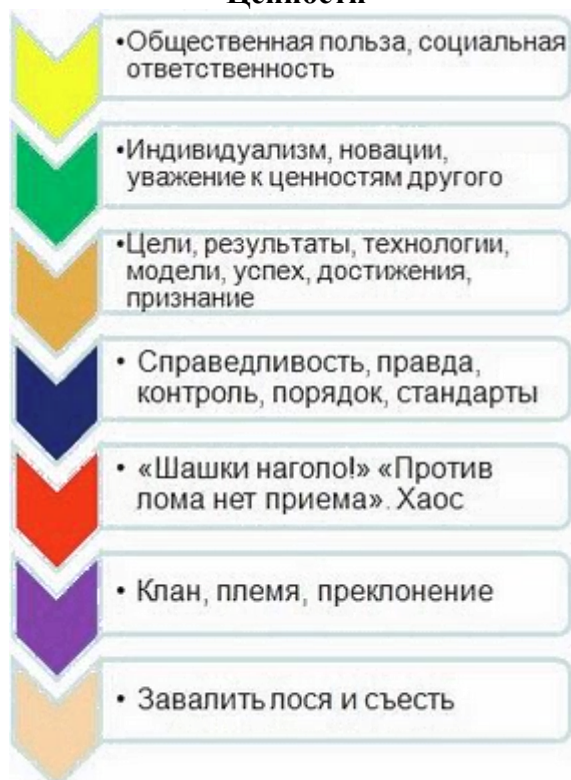 Ценности
•Общественная польза, социальная
ответственность
•Индивидуализм, новации,
уважение к ценностям другого
•Цели, результаты, технологии,
модели, успех, достижения,
признание
• Справедливость, правда,
контроль, порядок, стандарты
• «Шашки наголо!» «Против
лома нет приема». Хаос
• Клан, племя, преклонение
• Завалить лося и съесть